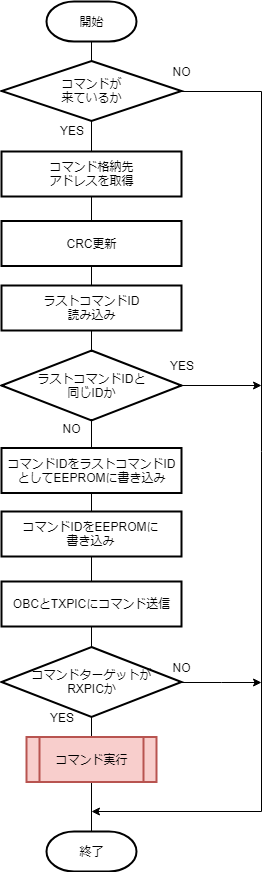 開始
コマンドが
来ているか
NO
YES
コマンド格納先
アドレスを取得
CRC更新
ラストコマンドID
読み込み
ラストコマンドIDと
同じIDか
YES
NO
コマンドIDをラストコマンドID
としてEEPROMに書き込み
コマンドIDをEEPROMに
書き込み
OBCとTXPICにコマンド送信
コマンドターゲットが
RXPICか
NO
YES
コマンド実行
終了